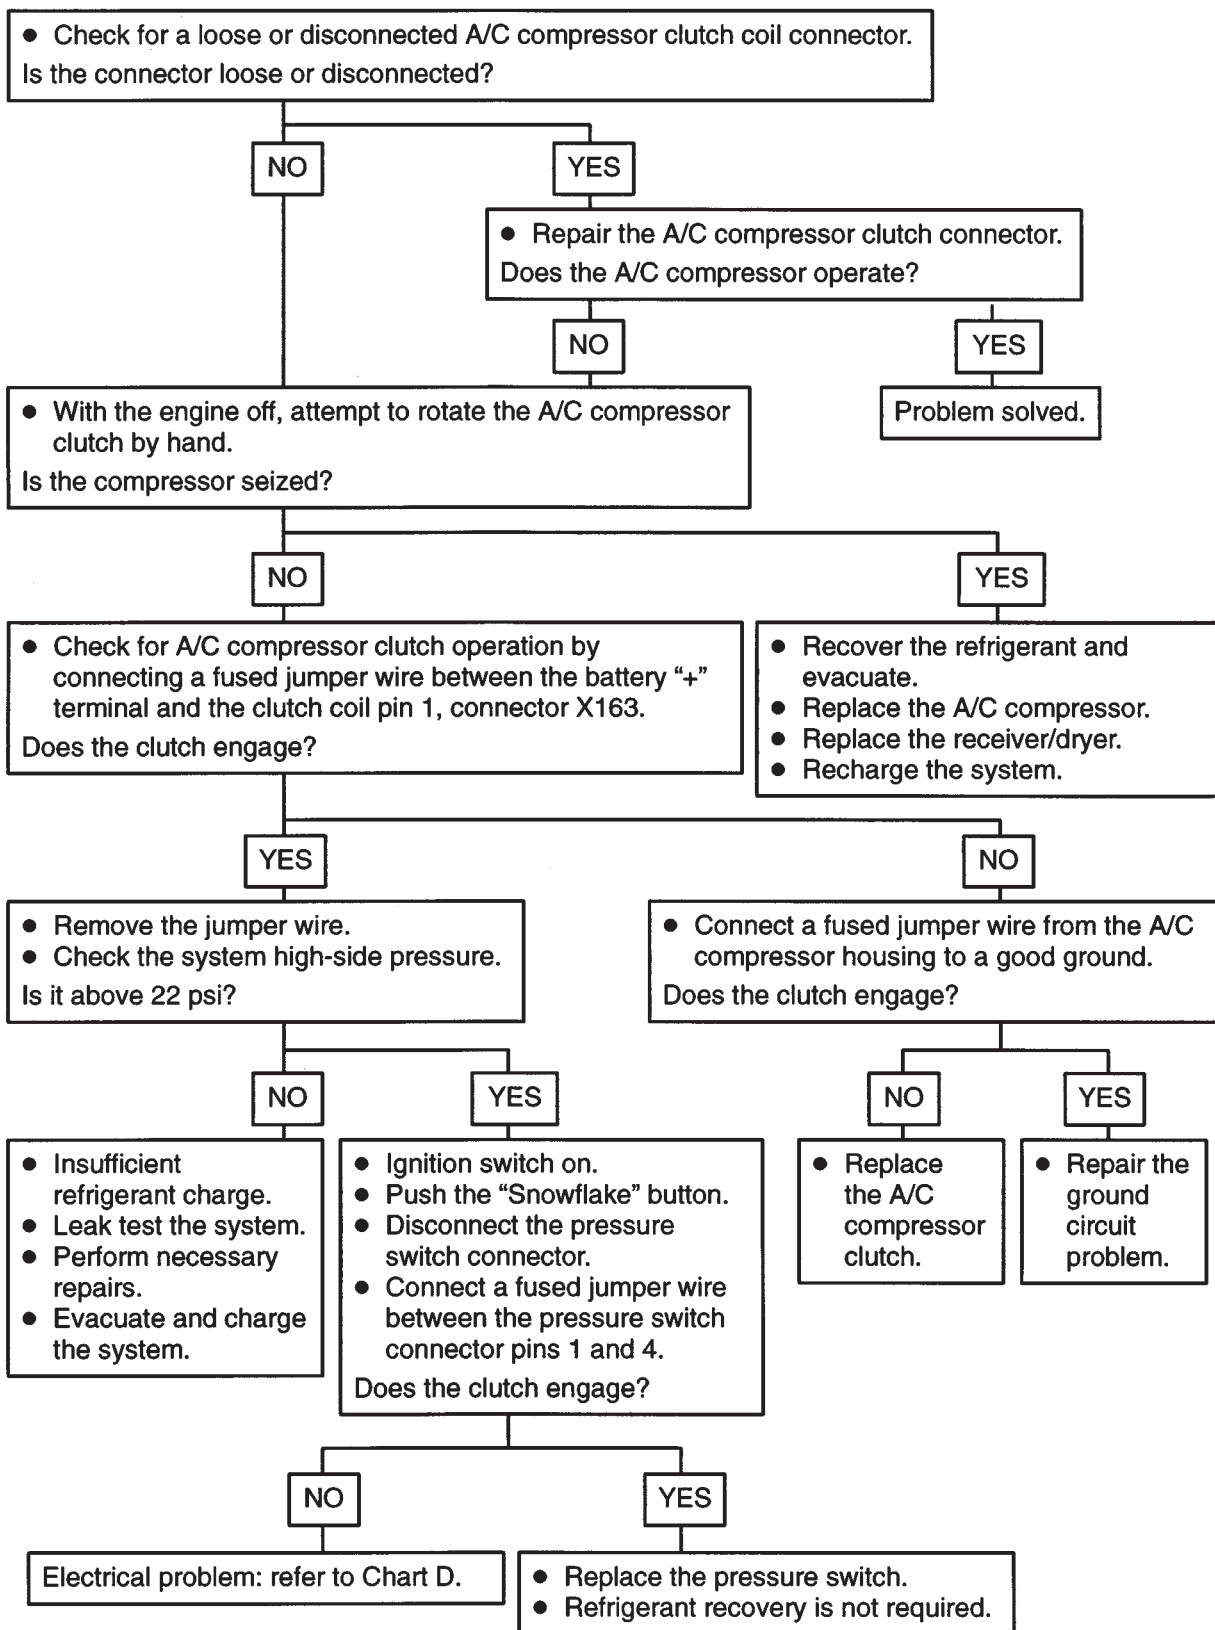 ● Check for a loose or disconnected A/C compressor clutch coil connector.
Is the connector loose or disconnected?
NO
YES
● Repair the A/C compressor clutch connector.
Does the A/C compressor operate?
NO
YES
● With the engine off, attempt to rotate the A/C compressor
clutch by hand.
Is the compressor seized?
Problem solved.
NO
YES
● Check for A/C compressor clutch operation by
connecting a fused jumper wire between the battery “+”
terminal and the clutch coil pin 1, connector X163.
Does the clutch engage?
● Recover the refrigerant and
evacuate.
● Replace the A/C compressor.
● Replace the receiver/dryer.
● Recharge the system.
YES
NO
● Remove the jumper wire.
● Check the system high-side pressure.
Is it above 22 psi?
● Connect a fused jumper wire from the A/C
compressor housing to a good ground.
Does the clutch engage?
NO
YES
NO
YES
● Insufficient
refrigerant charge.
● Leak test the system.
● Perform necessary
repairs.
● Evacuate and charge
the system.
● Ignition switch on.
● Push the “Snowflake” button.
● Disconnect the pressure
switch connector.
● Connect a fused jumper wire
between the pressure switch
connector pins 1 and 4.
Does the clutch engage?
● Replace
the A/C
compressor
clutch.
● Repair the
ground
circuit
problem.
NO
YES
Electrical problem: refer to Chart D.
● Replace the pressure switch.
● Refrigerant recovery is not required.